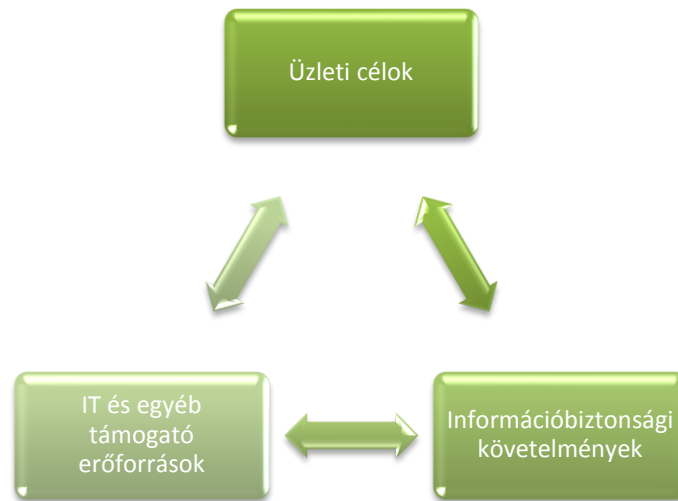 Üzleti célok
IT és egyéb
támogató
erőforrások
Információbiztonsági
követelmények